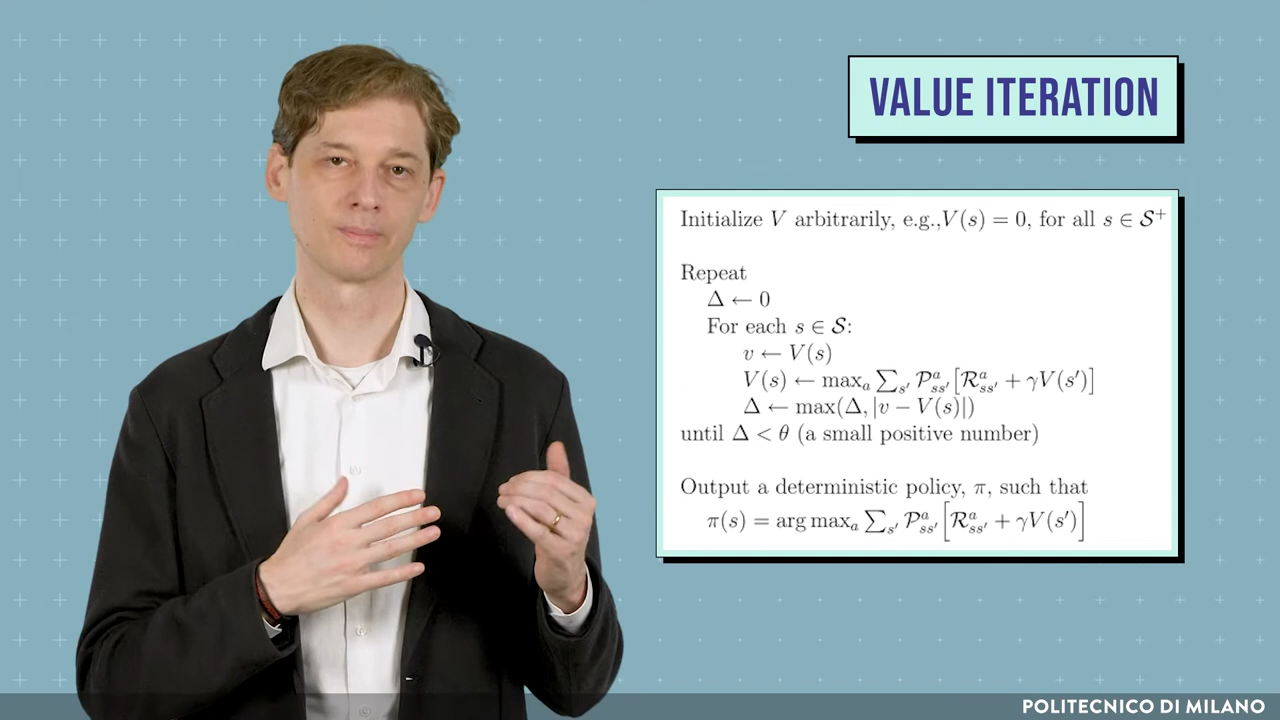 VALUE ITERATION
Initialize V arbitrarily, e.g.,V(s) = 0, for all s ∈ 𝒮⁺
Repeat
Δ ← 0
For each s ∈ 𝒮:
v ← V(s)
V(s) ← maxₐ ∑ₛ′ 𝒫ᵃₛₛ′ [ℛᵃₛₛ′ + γV(s′)]
Δ ← max(Δ, |v − V(s)|)
until Δ < θ (a small positive number)
Output a deterministic policy, π, such that
π(s) = arg maxₐ ∑ₛ′ 𝒫ᵃₛₛ′ [ℛᵃₛₛ′ + γV(s′)]
POLITECNICO DI MILANO